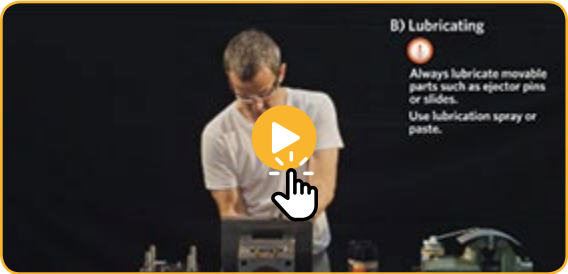 B) Lubricating
Always lubricate movable
parts such as ejector pins
or slides.
Use lubrication spray or
paste.